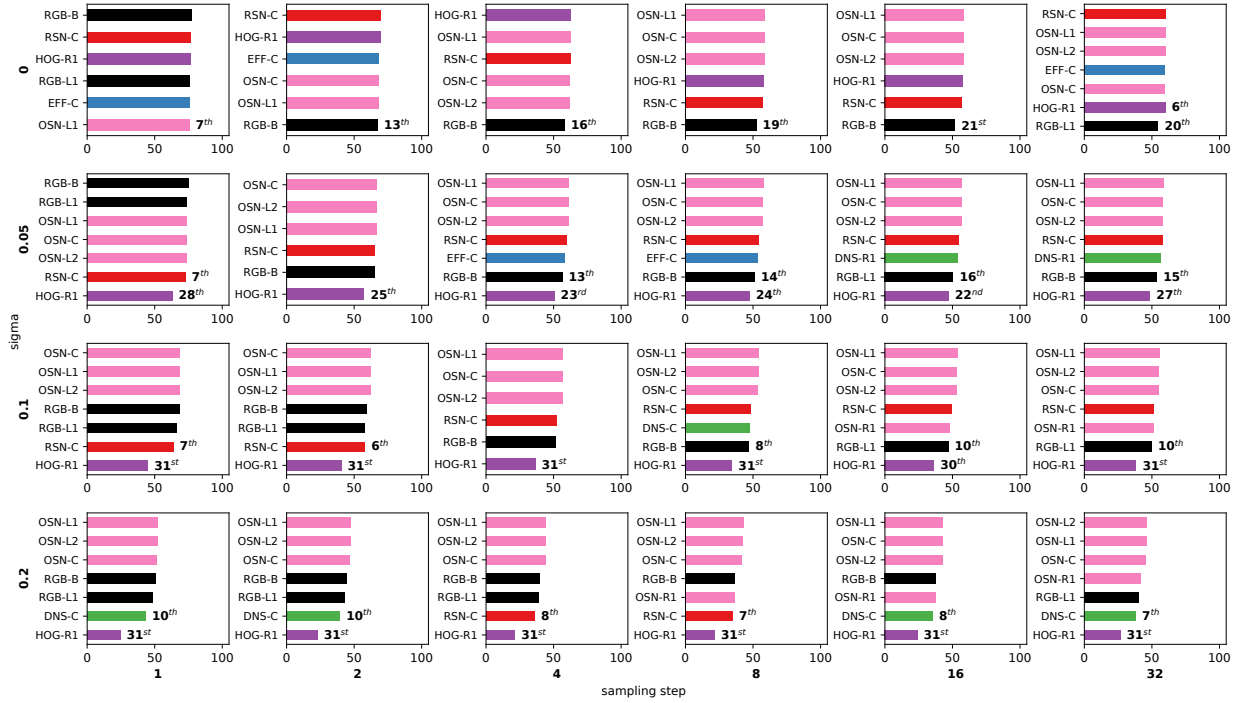 0
RGB-B
RSN-C
HOG-R1
RGB-L1
EFF-C
OSN-L1 7th
0 50 100
RSN-C
HOG-R1
EFF-C
OSN-C
OSN-L1
RGB-B 13th
0 50 100
HOG-R1
OSN-L1
RSN-C
OSN-C
OSN-L2
RGB-B 16th
0 50 100
OSN-L1
OSN-C
OSN-L2
HOG-R1
RSN-C
RGB-B 19th
0 50 100
OSN-L1
OSN-C
OSN-L2
HOG-R1
RSN-C
RGB-B 21st
0 50 100
RSN-C
OSN-L1
OSN-L2
EFF-C
OSN-C
HOG-R1 6th
RGB-L1 20th
0 50 100
0.05
RGB-B
RGB-L1
OSN-L1
OSN-C
OSN-L2
RSN-C 7th
HOG-R1 28th
0 50 100
OSN-C
OSN-L2
OSN-L1
RSN-C
RGB-B
HOG-R1 25th
0 50 100
OSN-L1
OSN-C
OSN-L2
RSN-C
EFF-C
RGB-B 13th
HOG-R1 23rd
0 50 100
OSN-L1
OSN-C
OSN-L2
RSN-C
EFF-C
RGB-B 14th
HOG-R1 24th
0 50 100
OSN-L1
OSN-C
OSN-L2
RSN-C
DNS-R1
RGB-L1 16th
HOG-R1 22nd
0 50 100
OSN-L1
OSN-C
OSN-L2
RSN-C
DNS-R1
RGB-B 15th
HOG-R1 27th
0 50 100
sigma
0.1
OSN-C
OSN-L1
OSN-L2
RGB-B
RGB-L1
RSN-C 7th
HOG-R1 31st
0 50 100
OSN-C
OSN-L1
OSN-L2
RGB-B
RGB-L1
RSN-C 6th
HOG-R1 31st
0 50 100
OSN-L1
OSN-C
OSN-L2
RSN-C
RGB-B
HOG-R1 31st
0 50 100
OSN-L1
OSN-L2
OSN-C
RSN-C
DNS-C
RGB-B 8th
HOG-R1 31st
0 50 100
OSN-L1
OSN-C
OSN-L2
RSN-C
OSN-R1
RGB-L1 10th
HOG-R1 30th
0 50 100
OSN-L1
OSN-L2
OSN-C
RSN-C
OSN-R1
RGB-L1 10th
HOG-R1 31st
0 50 100
0.2
OSN-L1
OSN-L2
OSN-C
RGB-B
RGB-L1
DNS-C 10th
HOG-R1 31st
0 50 100
1
OSN-L1
OSN-L2
OSN-C
RGB-B
RGB-L1
DNS-C 10th
HOG-R1 31st
0 50 100
2
OSN-L1
OSN-L2
OSN-C
RGB-B
RGB-L1
RSN-C 8th
HOG-R1 31st
0 50 100
4
OSN-L1
OSN-L2
OSN-C
RGB-B
OSN-R1
RSN-C 7th
HOG-R1 31st
0 50 100
8
OSN-L1
OSN-C
OSN-L2
RGB-B
OSN-R1
DNS-C 8th
HOG-R1 31st
0 50 100
16
OSN-L2
OSN-L1
OSN-C
OSN-R1
RGB-L1
DNS-C 7th
HOG-R1 31st
0 50 100
32
sampling step